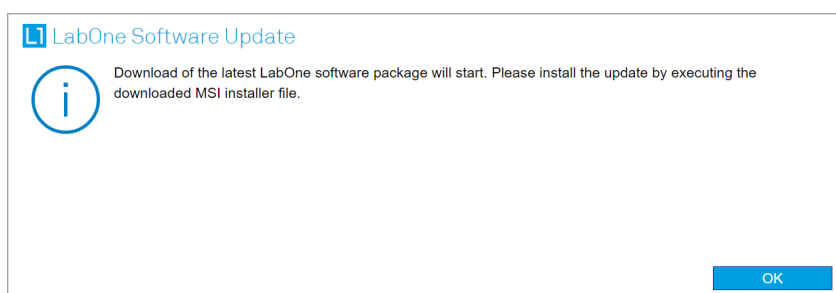 L1 LabOne Software Update
Download of the latest LabOne software package will start. Please install the update by executing the
downloaded MSI installer file.
OK